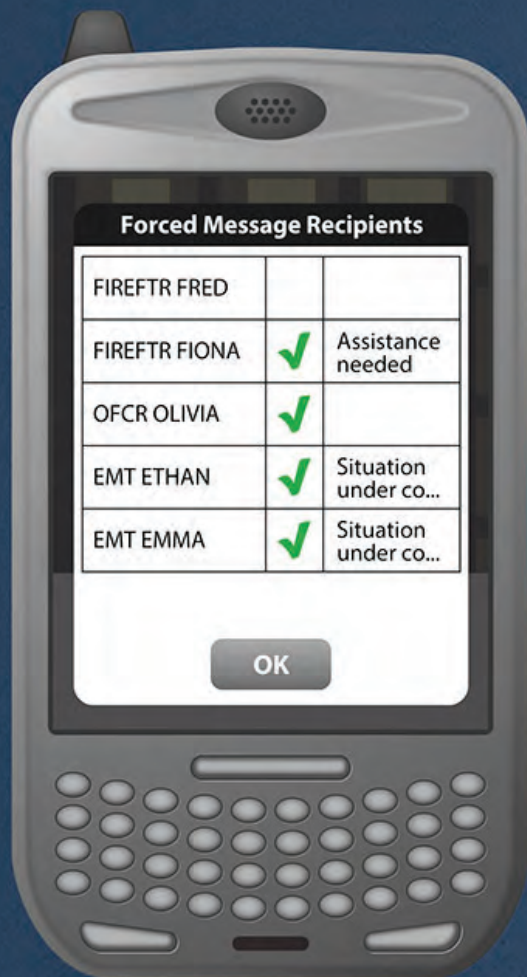 Forced Message Recipients
FIREFTR FRED
FIREFTR FIONA
Assistance
needed
OFCR OLIVIA
EMT ETHAN
Situation
under co...
EMT EMMA
Situation
under co...
OK